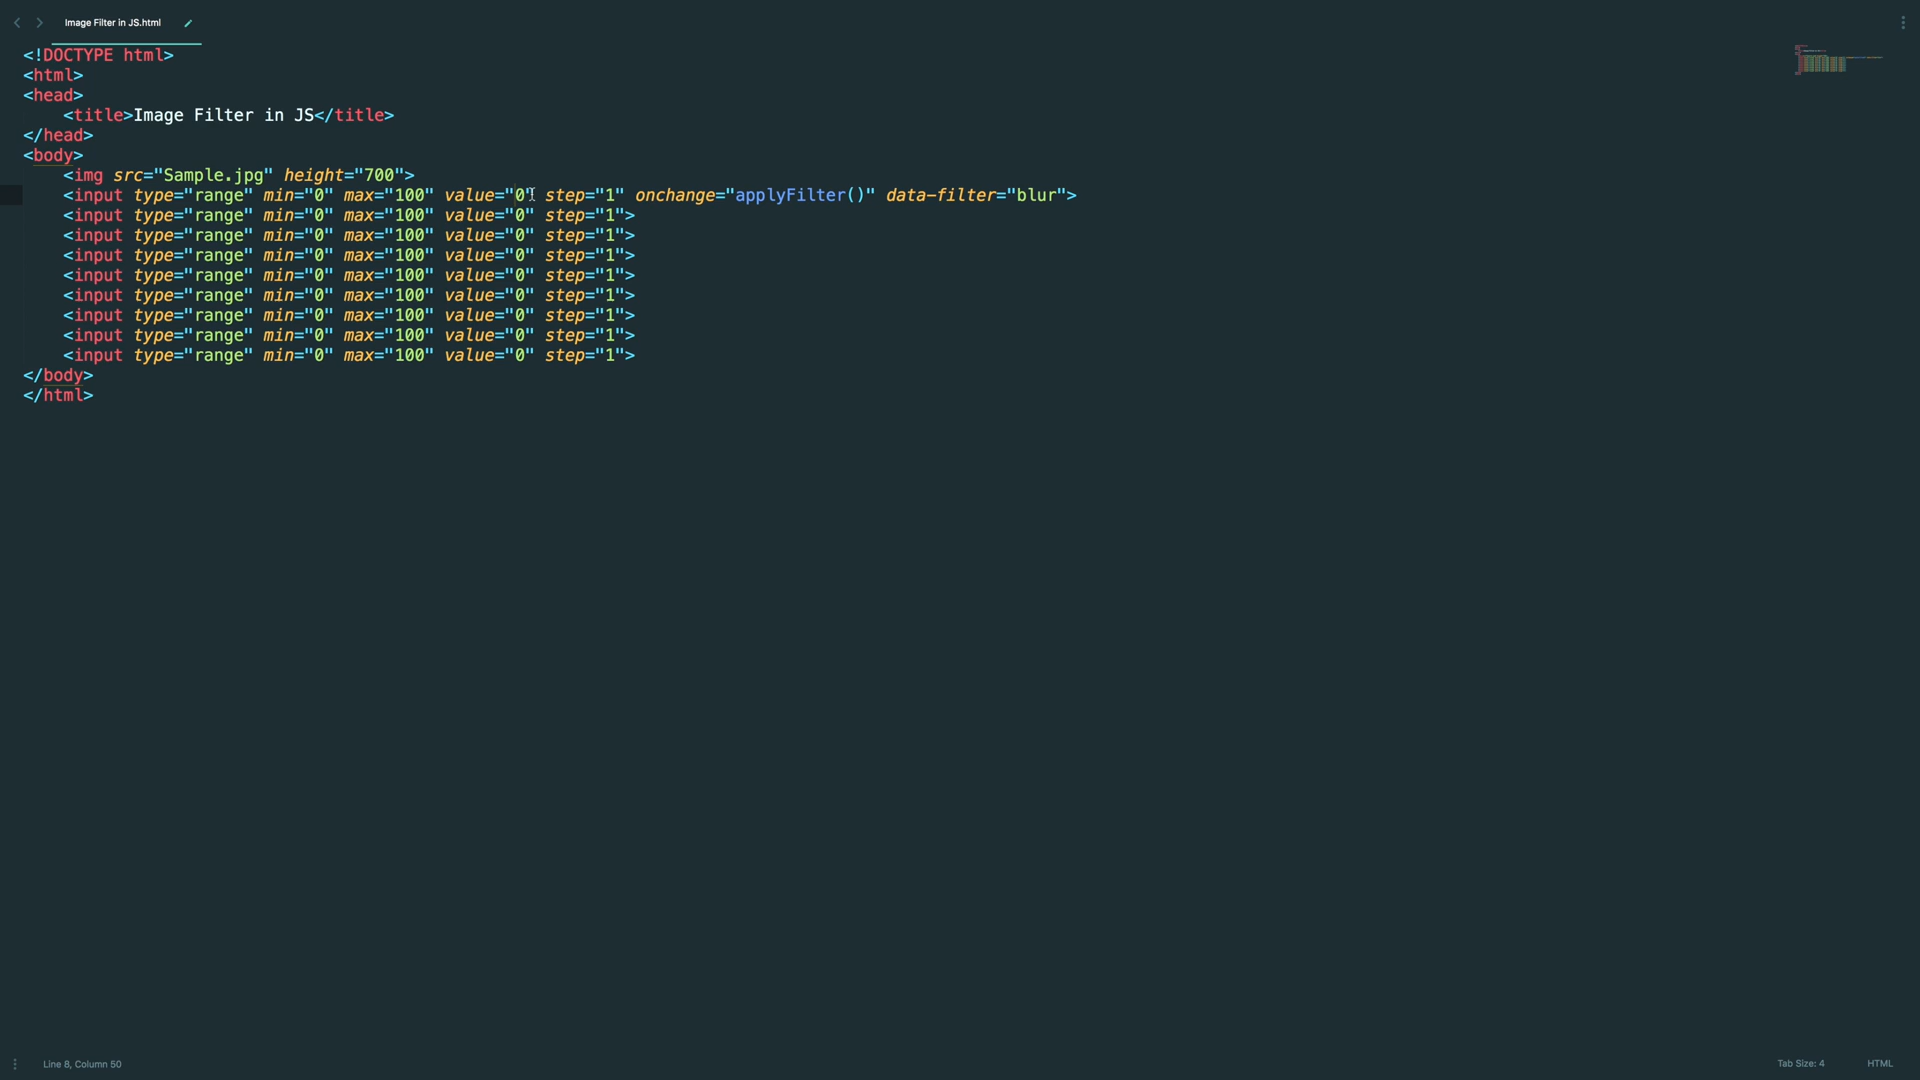 Image Filter in JS.html
<!DOCTYPE html>
<html>
<head>
    <title>Image Filter in JS</title>
</head>
<body>
    <img src="Sample.jpg" height="700">
    <input type="range" min="0" max="100" value="0" step="1" onchange="applyFilter()" data-filter="blur">
    <input type="range" min="0" max="100" value="0" step="1">
    <input type="range" min="0" max="100" value="0" step="1">
    <input type="range" min="0" max="100" value="0" step="1">
    <input type="range" min="0" max="100" value="0" step="1">
    <input type="range" min="0" max="100" value="0" step="1">
    <input type="range" min="0" max="100" value="0" step="1">
    <input type="range" min="0" max="100" value="0" step="1">
    <input type="range" min="0" max="100" value="0" step="1">
</body>
</html>
Line 8, Column 50
Tab Size: 4
HTML